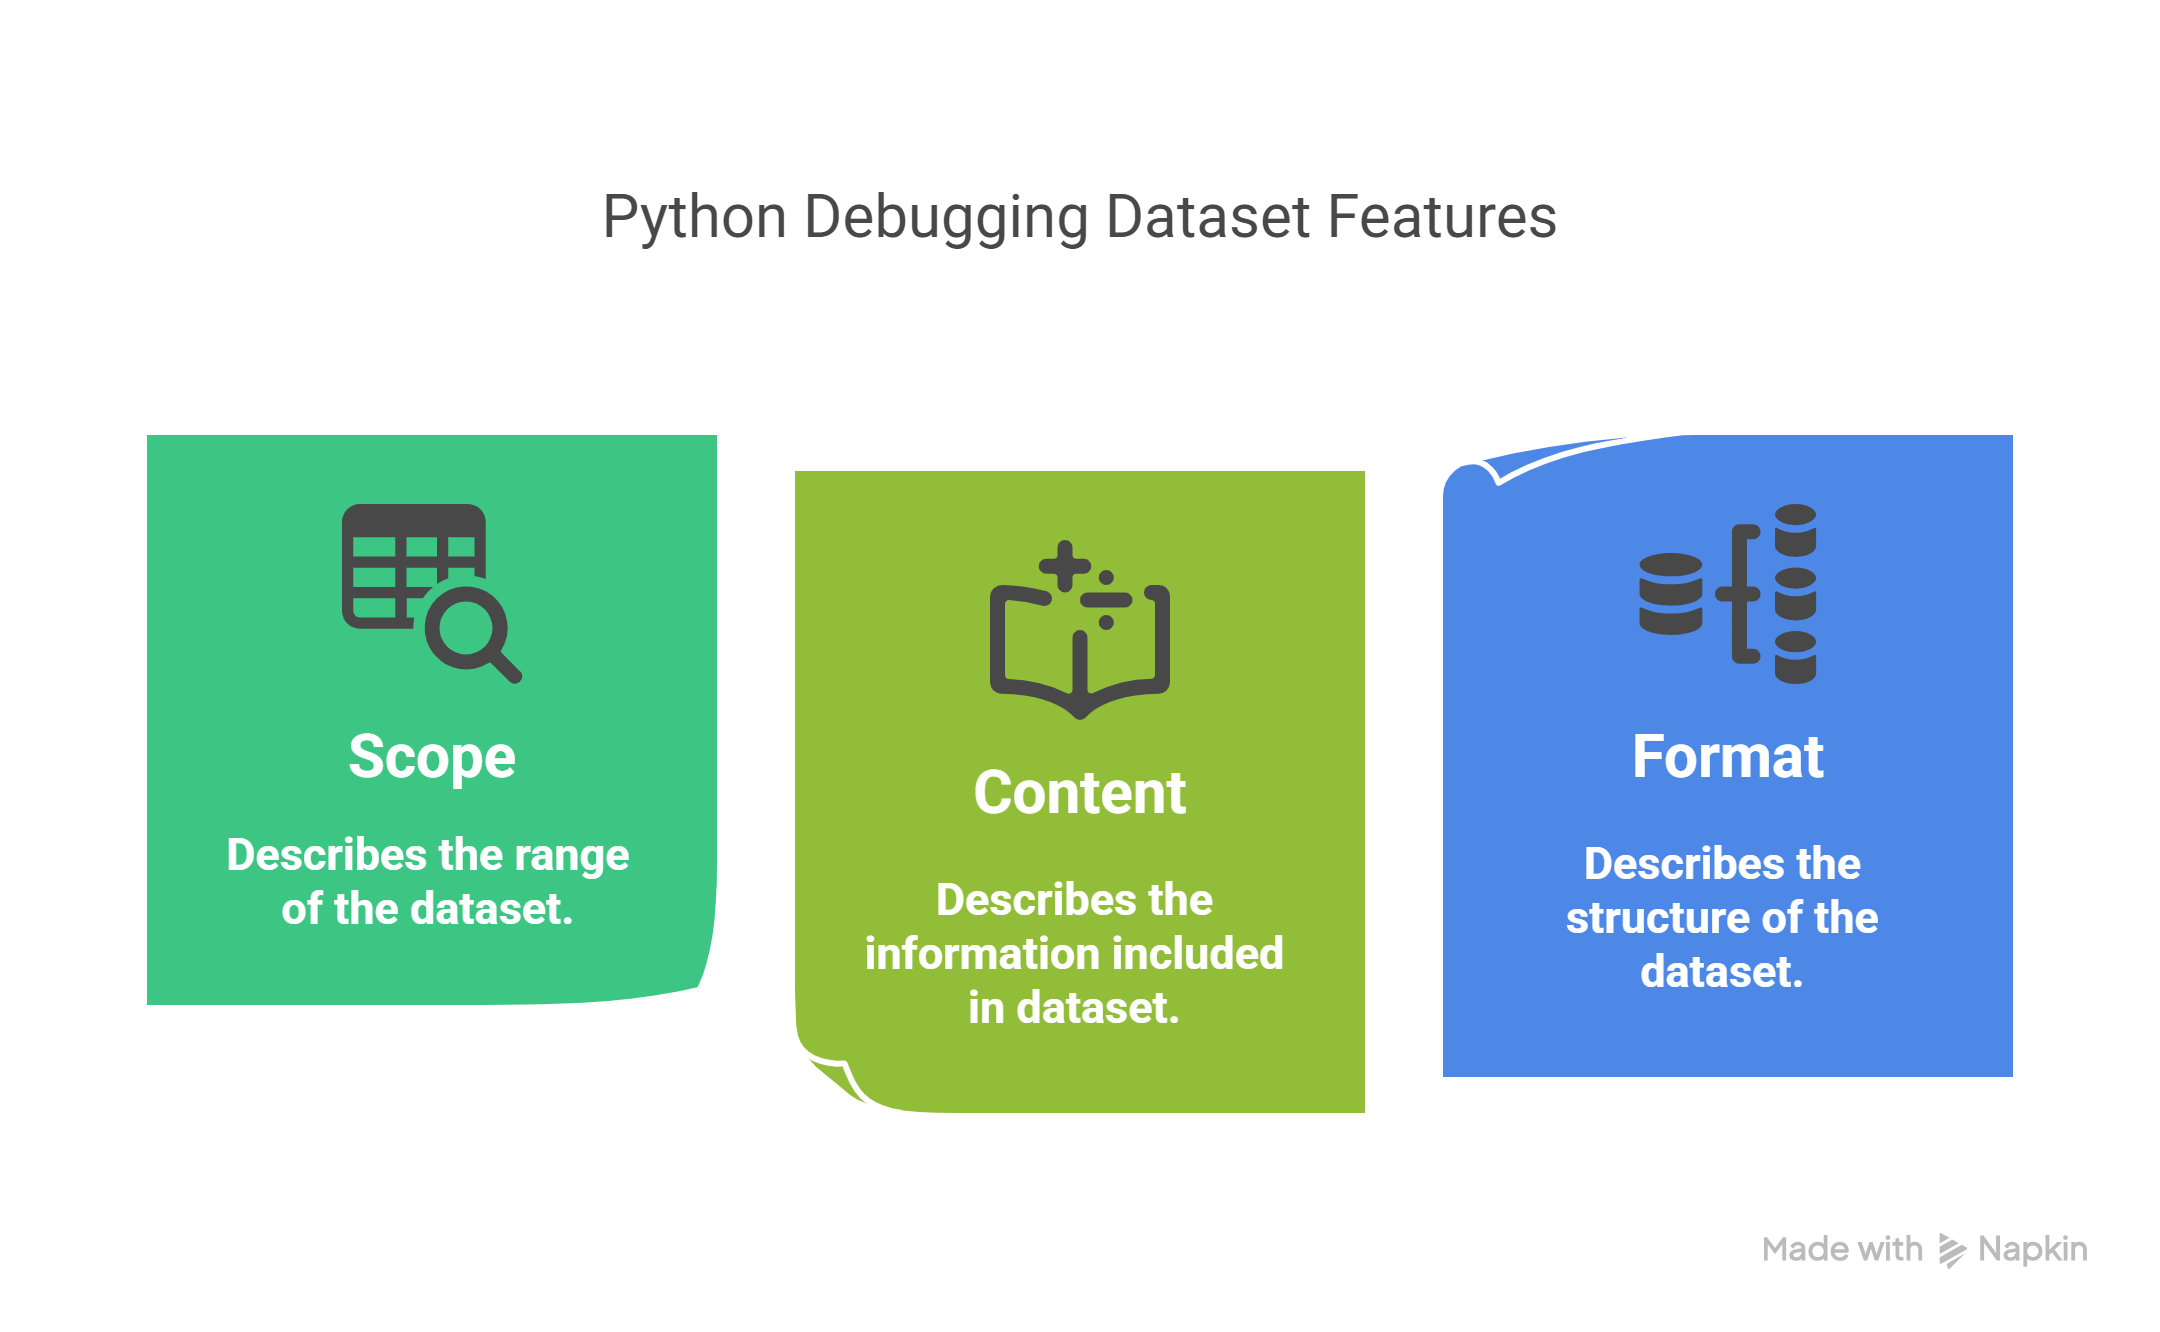 Python Debugging Dataset Features
Scope
Describes the range
of the dataset.
Content
Describes the
information included
in dataset.
Format
Describes the
structure of the
dataset.
Made with Napkin